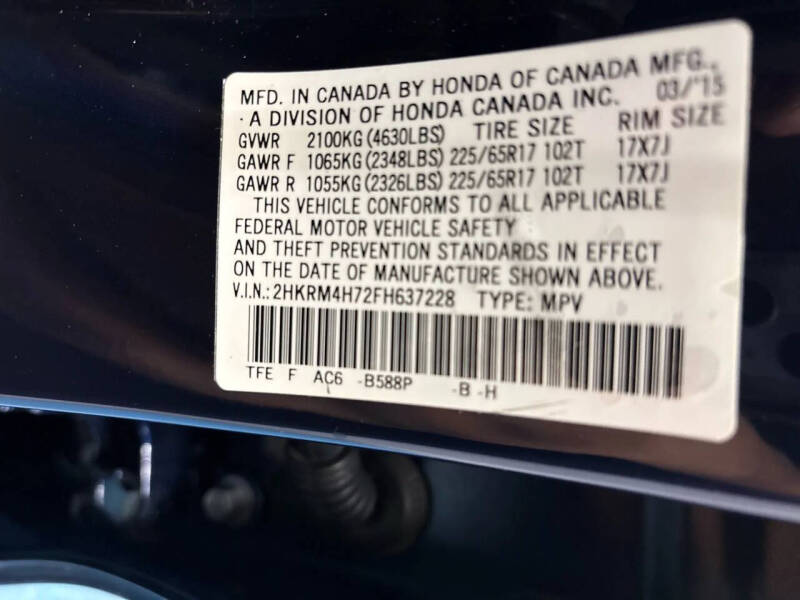 MFD. IN CANADA BY HONDA OF CANADA MFG.,
A DIVISION OF HONDA CANADA INC. 03/'15
GVWR 2100KG (4630LBS) TIRE SIZE RIM SIZE
GAWR F 1065KG (2348LBS) 225/65R17 102T 17X7J
GAWR R 1055KG (2326LBS) 225/65R17 102T 17X7J
THIS VEHICLE CONFORMS TO ALL APPLICABLE
FEDERAL MOTOR VEHICLE SAFETY
AND THEFT PREVENTION STANDARDS IN EFFECT
ON THE DATE OF MANUFACTURE SHOWN ABOVE.
V.I.N.: 2HKRM4H72FH637228 TYPE: MPV
TFE F AC6 -B588P -B -H